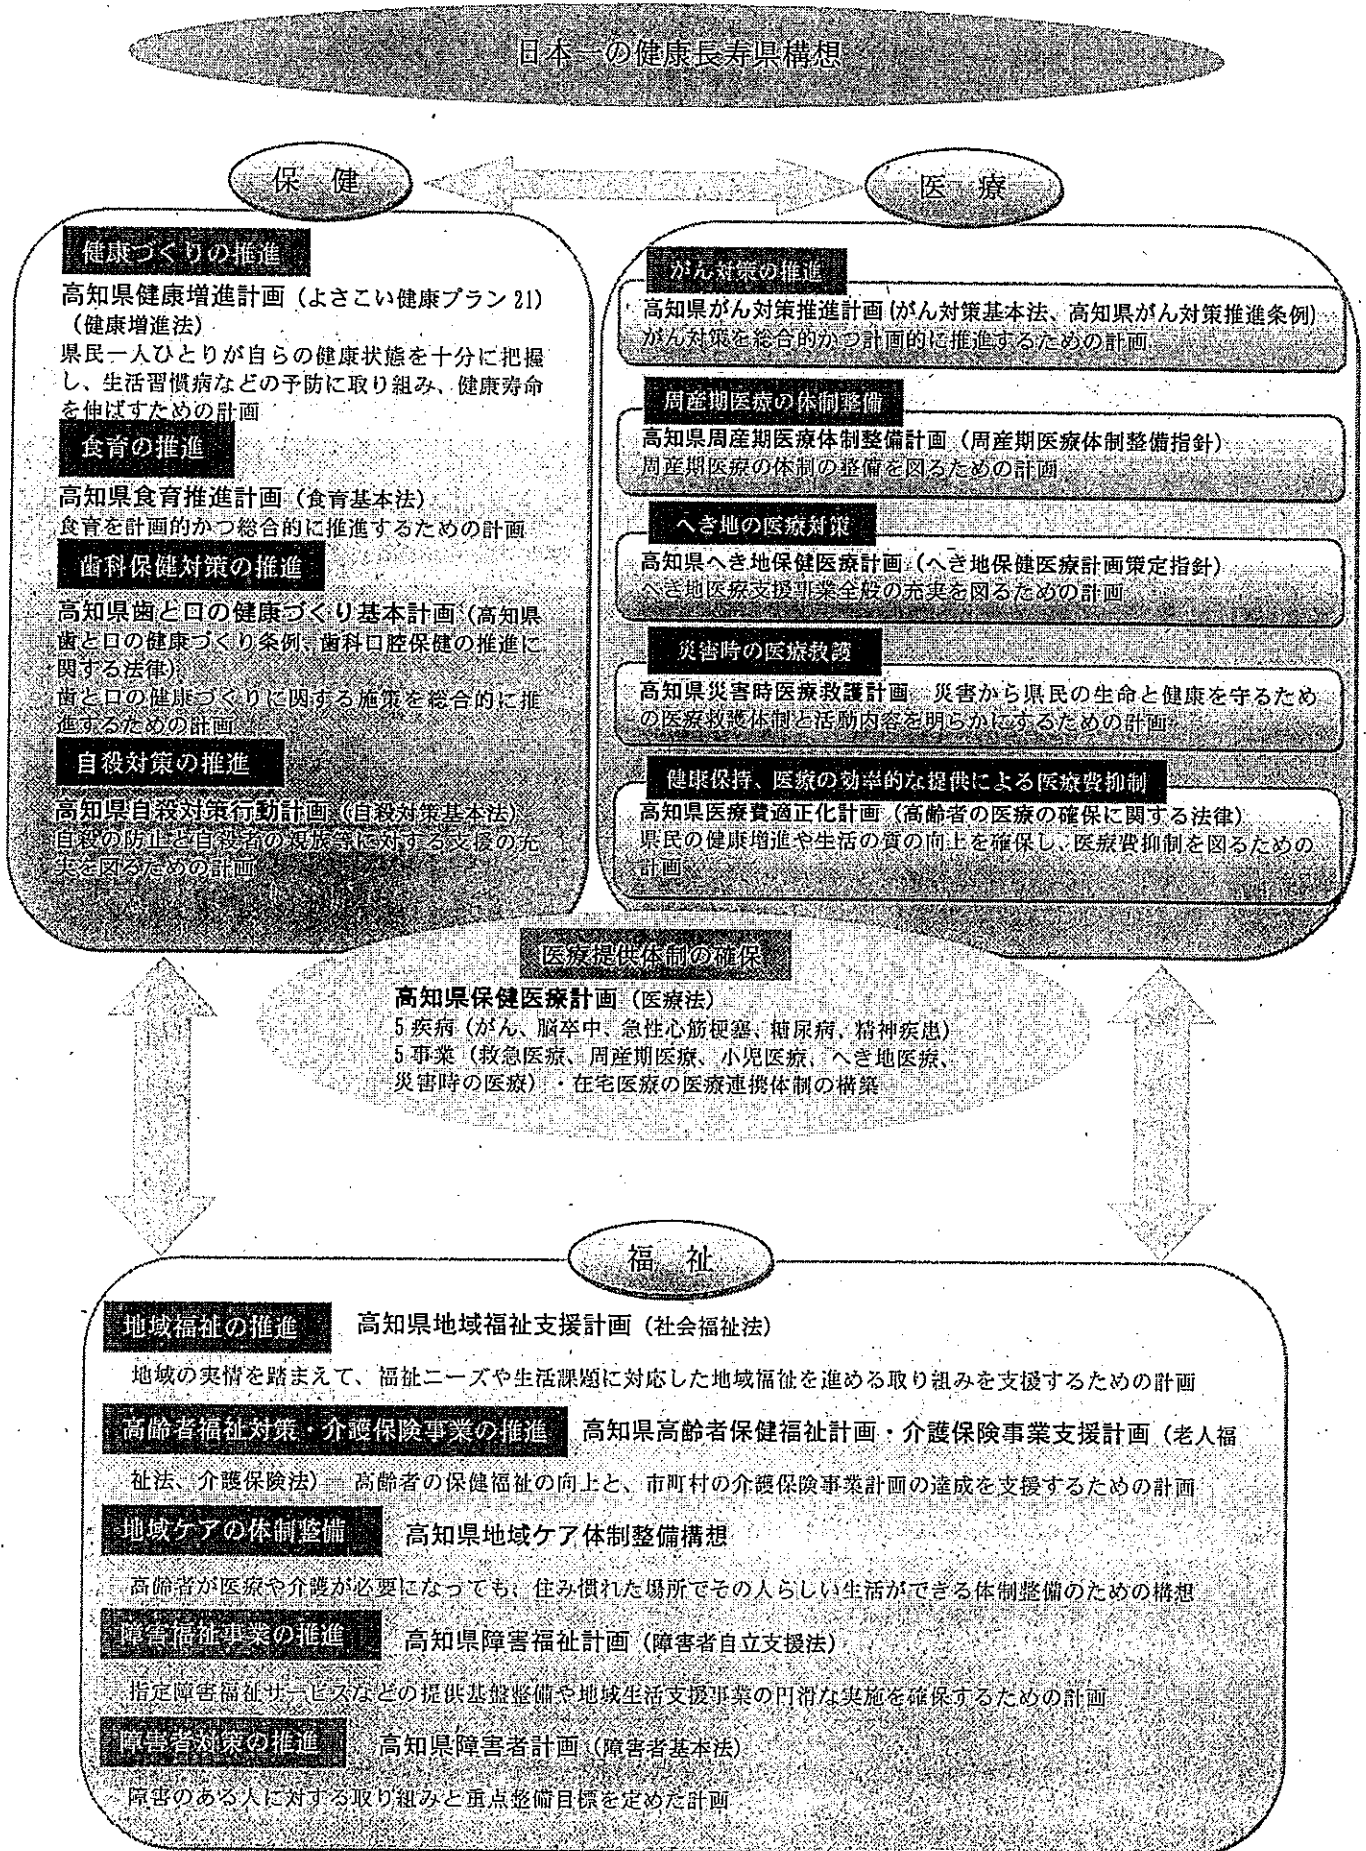 日本一の健康長寿県構想
保 健
医 療
健康づくりの推進
高知県健康増進計画（よさこい健康プラン21）
（健康増進法）
県民一人ひとりが自らの健康状態を十分に把握
し、生活習慣病などの予防に取り組み、健康寿命
を伸ばすための計画
食育の推進
高知県食育推進計画（食育基本法）
食育を計画的かつ総合的に推進するための計画
歯科保健対策の推進
高知県歯と口の健康づくり基本計画（高知県
歯と口の健康づくり条例、歯科口腔保健の推進に
関する法律）
歯と口の健康づくりに関する施策を総合的に推
進するための計画
自殺対策の推進
高知県自殺対策行動計画（自殺対策基本法）
自殺の防止と自殺者の親族等に対する支援の充
実を図るための計画
がん対策の推進
高知県がん対策推進計画（がん対策基本法、高知県がん対策推進条例）
がん対策を総合的かつ計画的に推進するための計画
周産期医療の体制整備
高知県周産期医療体制整備計画（周産期医療体制整備指針）
周産期医療の体制の整備を図るための計画
へき地の医療対策
高知県へき地保健医療計画（へき地保健医療計画策定指針）
へき地医療支援事業全般の充実を図るための計画
災害時の医療救護
高知県災害時医療救護計画 災害から県民の生命と健康を守るため
の医療救護体制と活動内容を明らかにするための計画
健康保持、医療の効率的な提供による医療費抑制
高知県医療費適正化計画（高齢者の医療の確保に関する法律）
県民の健康増進や生活の質の向上を確保し、医療費抑制を図るための
計画
医療提供体制の確保
高知県保健医療計画（医療法）
5疾病（がん、脳卒中、急性心筋梗塞、糖尿病、精神疾患）
5事業（救急医療、周産期医療、小児医療、へき地医療、
災害時の医療）・在宅医療の医療連携体制の構築
福 祉
地域福祉の推進 高知県地域福祉支援計画（社会福祉法）
地域の実情を踏まえて、福祉ニーズや生活課題に対応した地域福祉を進める取り組みを支援するための計画
高齢者福祉対策・介護保険事業の推進 高知県高齢者保健福祉計画・介護保険事業支援計画（老人福
祉法、介護保険法） 高齢者の保健福祉の向上と、市町村の介護保険事業計画の達成を支援するための計画
地域ケアの体制整備 高知県地域ケア体制整備構想
高齢者が医療や介護が必要になっても、住み慣れた場所でその人らしい生活ができる体制整備のための構想
障害福祉事業の推進 高知県障害福祉計画（障害者自立支援法）
指定障害福祉サービスなどの提供基盤整備や地域生活支援事業の円滑な実施を確保するための計画
障害者対策の推進 高知県障害者計画（障害者基本法）
障害のある人に対する取り組みと重点整備目標を定めた計画